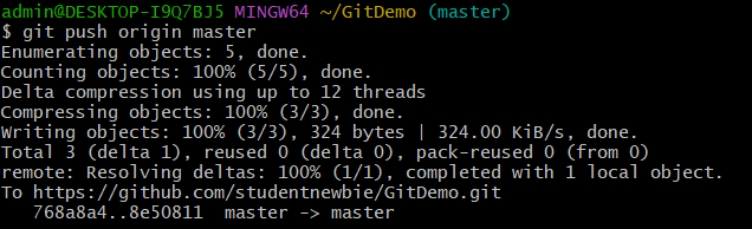 admin@DESKTOP-I9Q7BJ5 MINGW64 ~/GitDemo (master)
$ git push origin master
Enumerating objects: 5, done.
Counting objects: 100% (5/5), done.
Delta compression using up to 12 threads
Compressing objects: 100% (3/3), done.
Writing objects: 100% (3/3), 324 bytes | 324.00 KiB/s, done.
Total 3 (delta 1), reused 0 (delta 0), pack-reused 0 (from 0)
remote: Resolving deltas: 100% (1/1), completed with 1 local object.
To https://github.com/studentnewbie/GitDemo.git
   768a8a4..8e50811  master -> master